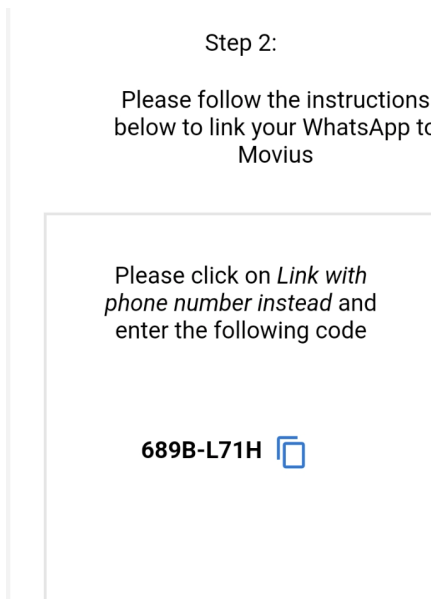 Step 2:
Please follow the instructions
below to link your WhatsApp to
Movius
Please click on Link with
phone number instead and
enter the following code
689B-L71H